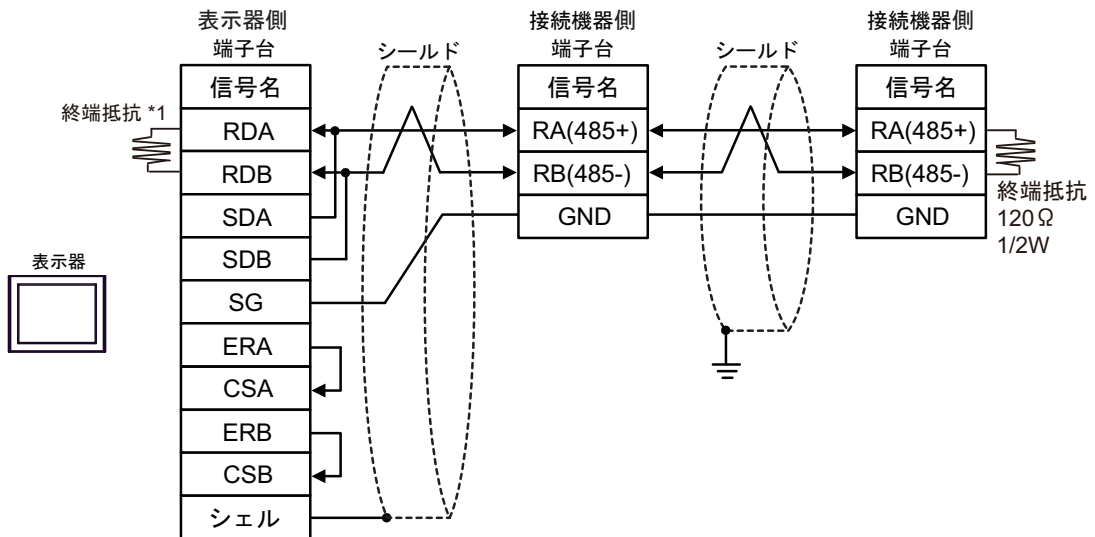 表示器側
端子台
シールド
接続機器側
端子台
シールド
接続機器側
端子台
信号名
信号名
信号名
終端抵抗 *1
RDA
RA(485+)
RA(485+)
RDB
RB(485-)
RB(485-)
SDA
GND
GND
終端抵抗
120Ω
1/2W
SDB
表示器
SG
ERA
CSA
ERB
CSB
シェル